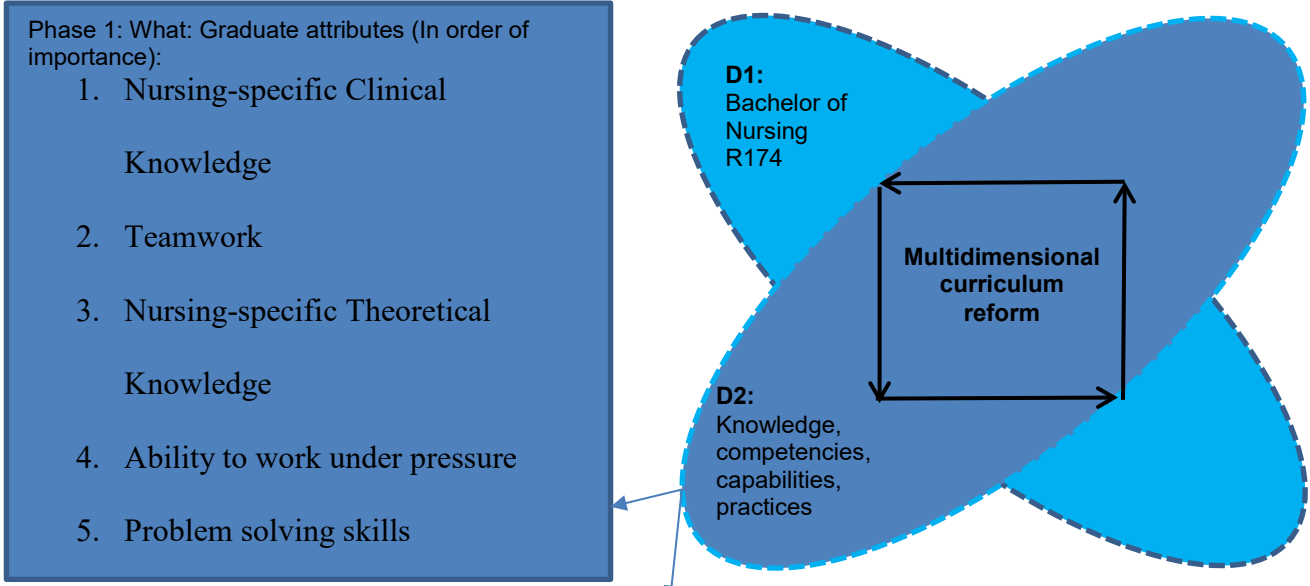 Phase 1: What: Graduate attributes (In order of
importance):
1. Nursing-specific Clinical
Knowledge
2. Teamwork
3. Nursing-specific Theoretical
Knowledge
4. Ability to work under pressure
5. Problem solving skills
D1:
Bachelor of
Nursing
R174
Multidimensional
curriculum
reform
D2:
Knowledge,
competencies,
capabilities,
practices